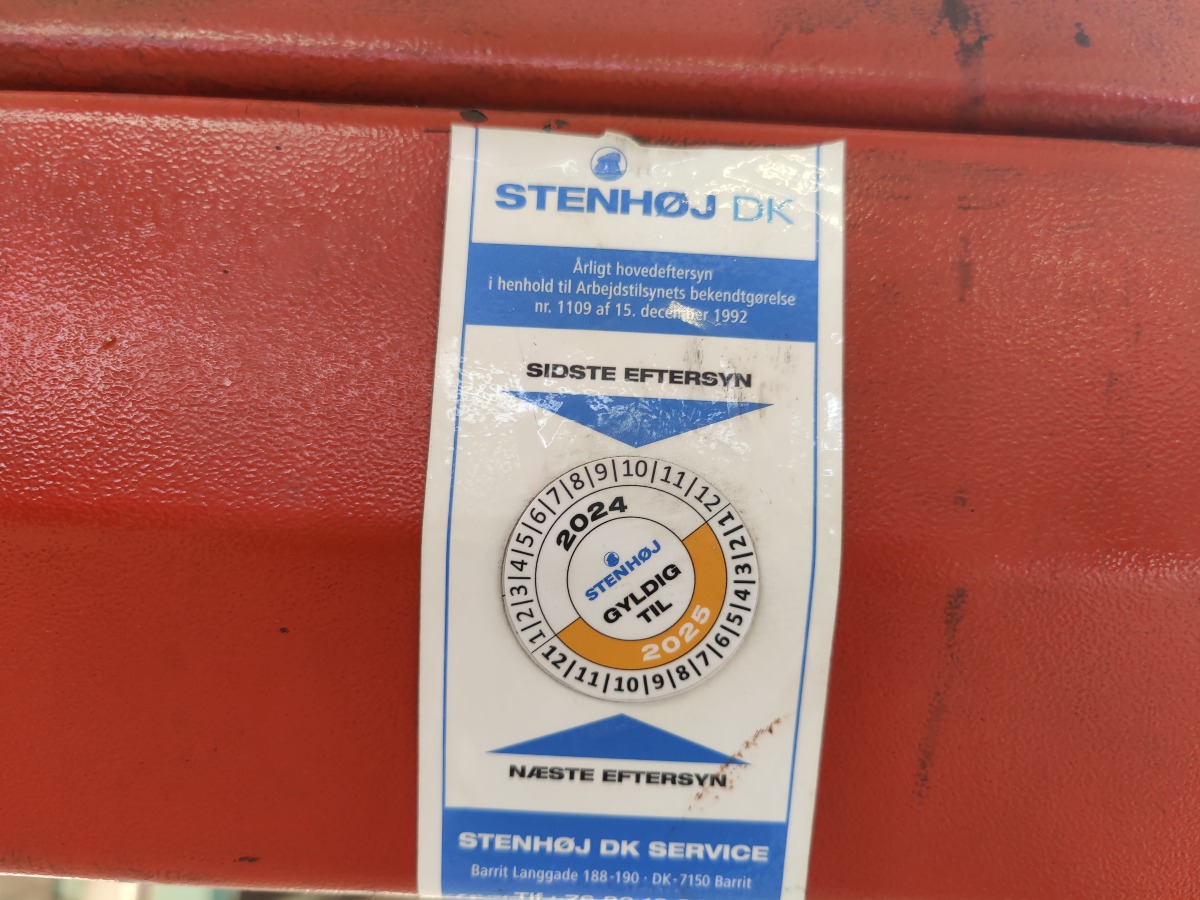 STENHØJ DK
Årligt hovedeftersyn
i henhold til Arbejdstilsynets bekendtgørelse
nr. 1109 af 15. december 1992
SIDSTE EFTERSYN
1|2|3|4|5|6|7|8|9|10|11|12
2024
STENHØJ
GYLDIG
TIL
2025
1|2|3|4|5|6|7|8|9|10|11|12
NÆSTE EFTERSYN
STENHØJ DK SERVICE
Barrit Langgade 188-190 · DK-7150 Barrit